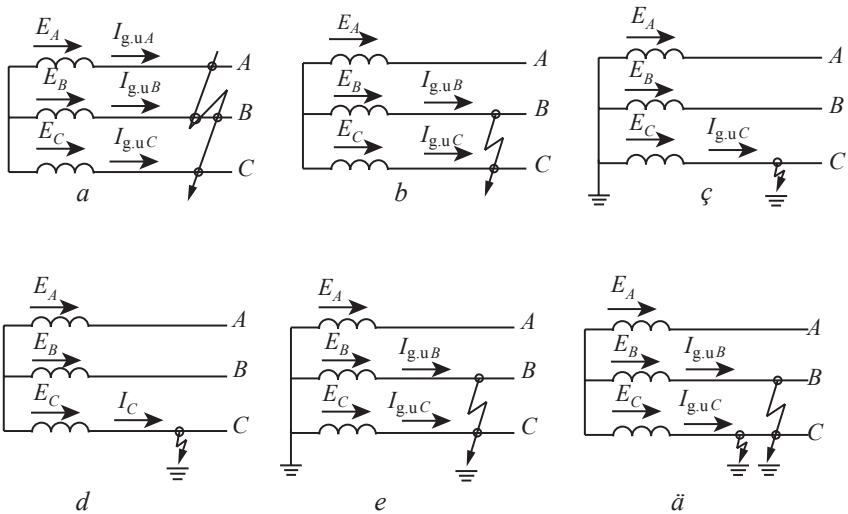 E_A I_g.uA A
E_B I_g.uB B
E_C I_g.uC C
a
E_A A
E_B I_g.uB B
E_C I_g.uC C
b
E_A A
E_B B
E_C I_g.uC C
ç
E_A A
E_B B
E_C I_C C
d
E_A A
E_B I_g.uB B
E_C I_g.uC C
e
E_A A
E_B I_g.uB B
E_C I_g.uC C
ä